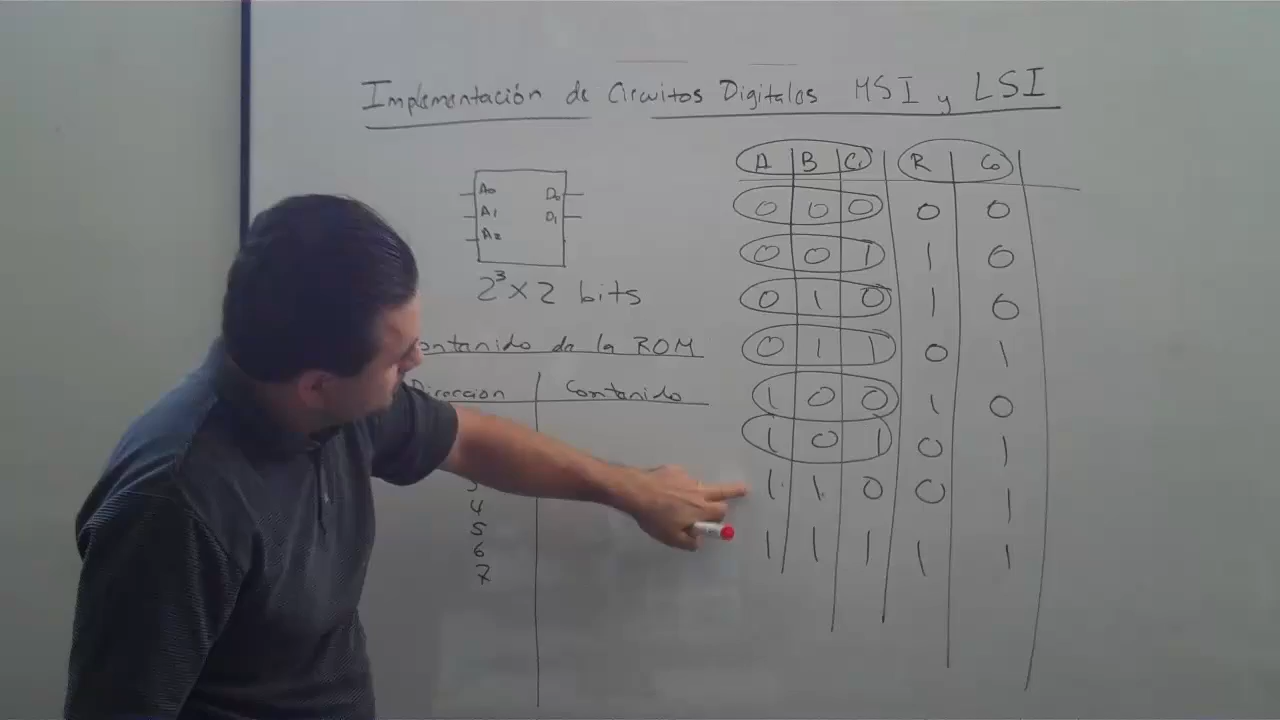 Implementación de Circuitos Digitales MSI y LSI
A0 D0
A1 D1
A2
2^3 x 2 bits
Contenido de la ROM
Dirección Contenido
3
4
5
6
7
A B Ci R Co
0 0 0 0 0
0 0 1 1 0
0 1 0 1 0
0 1 1 0 1
1 0 0 1 0
1 0 1 0 1
1 1 0 0 1
1 1 1 1 1